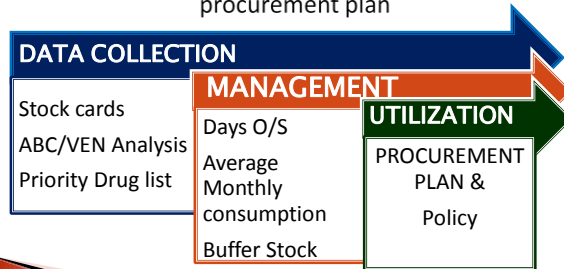 procurement plan
DATA COLLECTION
Stock cards
ABC/VEN Analysis
Priority Drug list
MANAGEMENT
Days O/S
Average
Monthly
consumption
Buffer Stock
UTILIZATION
PROCUREMENT
PLAN &
Policy